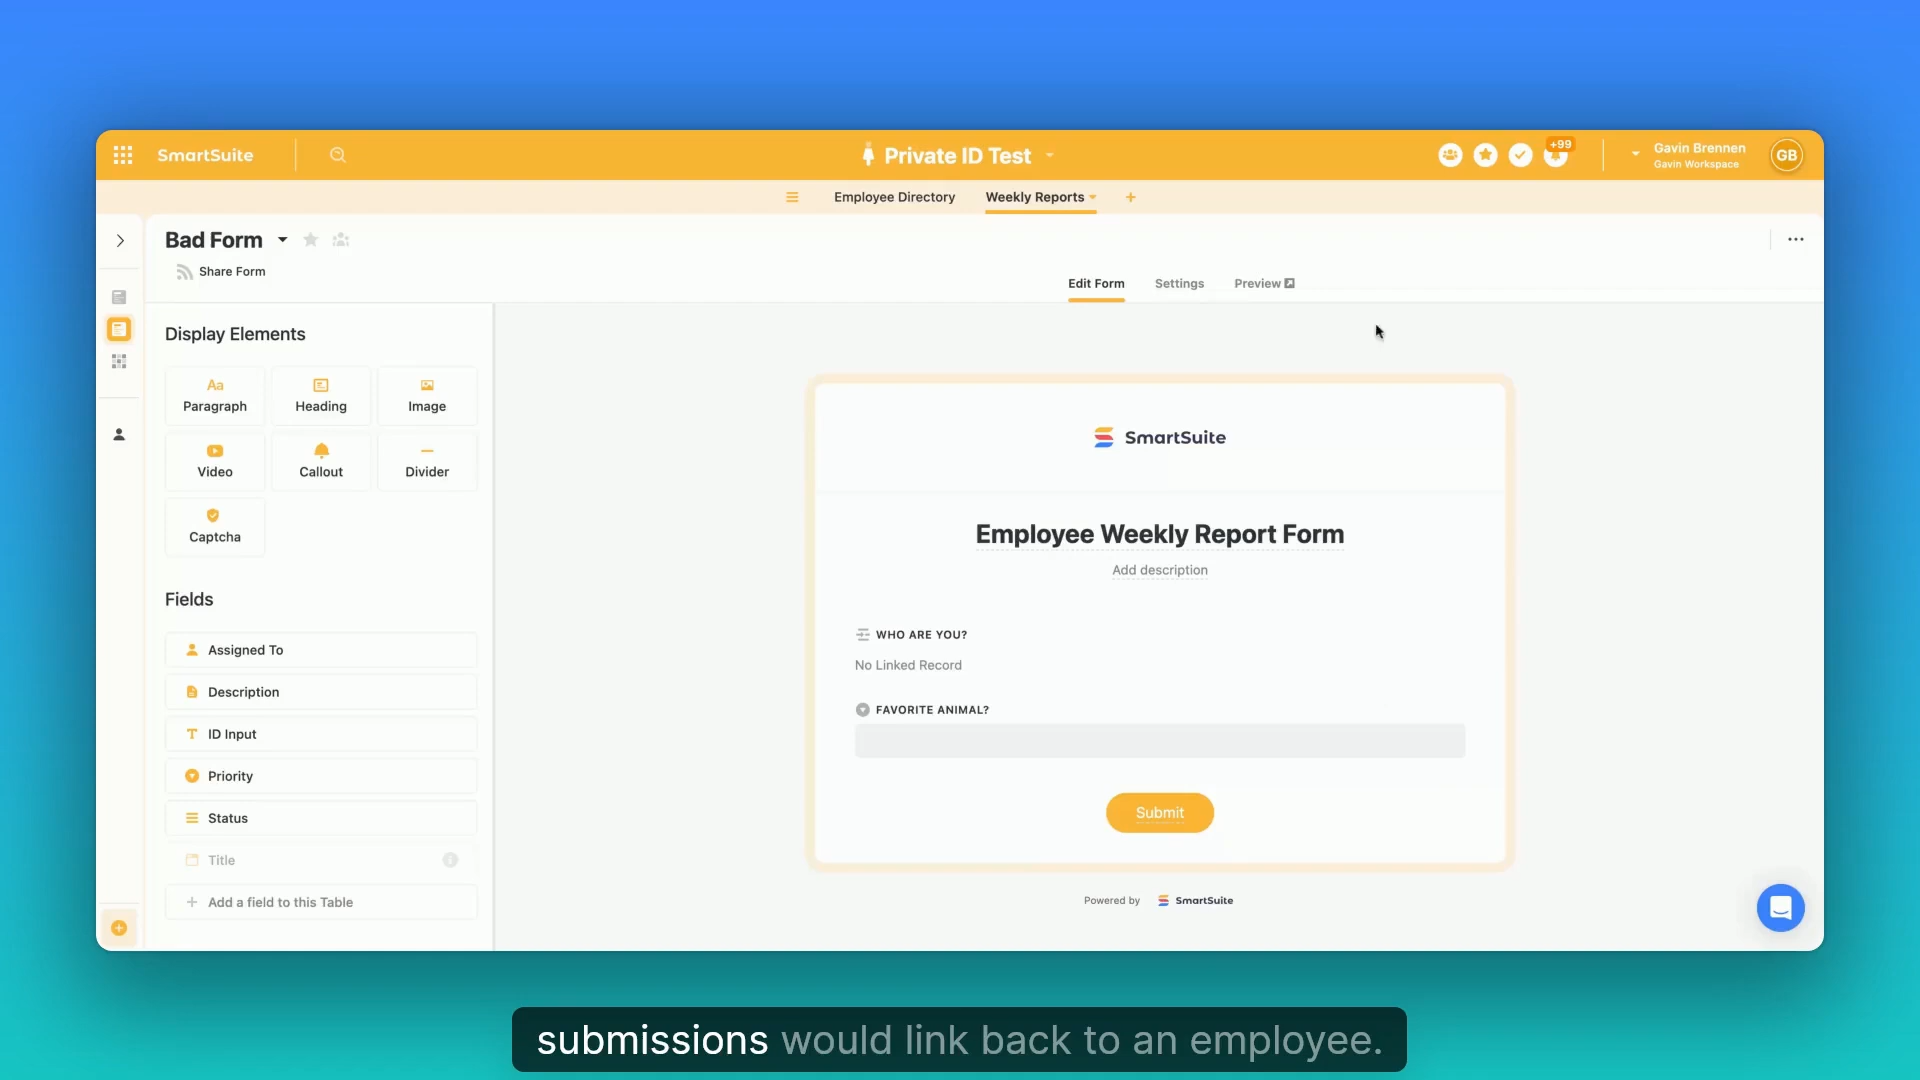 SmartSuite
Private ID Test
+99
Gavin Brennen
Gavin Workspace
GB
Employee Directory
Weekly Reports
Bad Form
Share Form
Edit Form
Settings
Preview
Display Elements
Aa
Paragraph
Heading
Image
Video
Callout
Divider
Captcha
Fields
Assigned To
Description
ID Input
Priority
Status
Title
Add a field to this Table
SmartSuite
Employee Weekly Report Form
Add description
WHO ARE YOU?
No Linked Record
FAVORITE ANIMAL?
Submit
Powered by SmartSuite
submissions would link back to an employee.